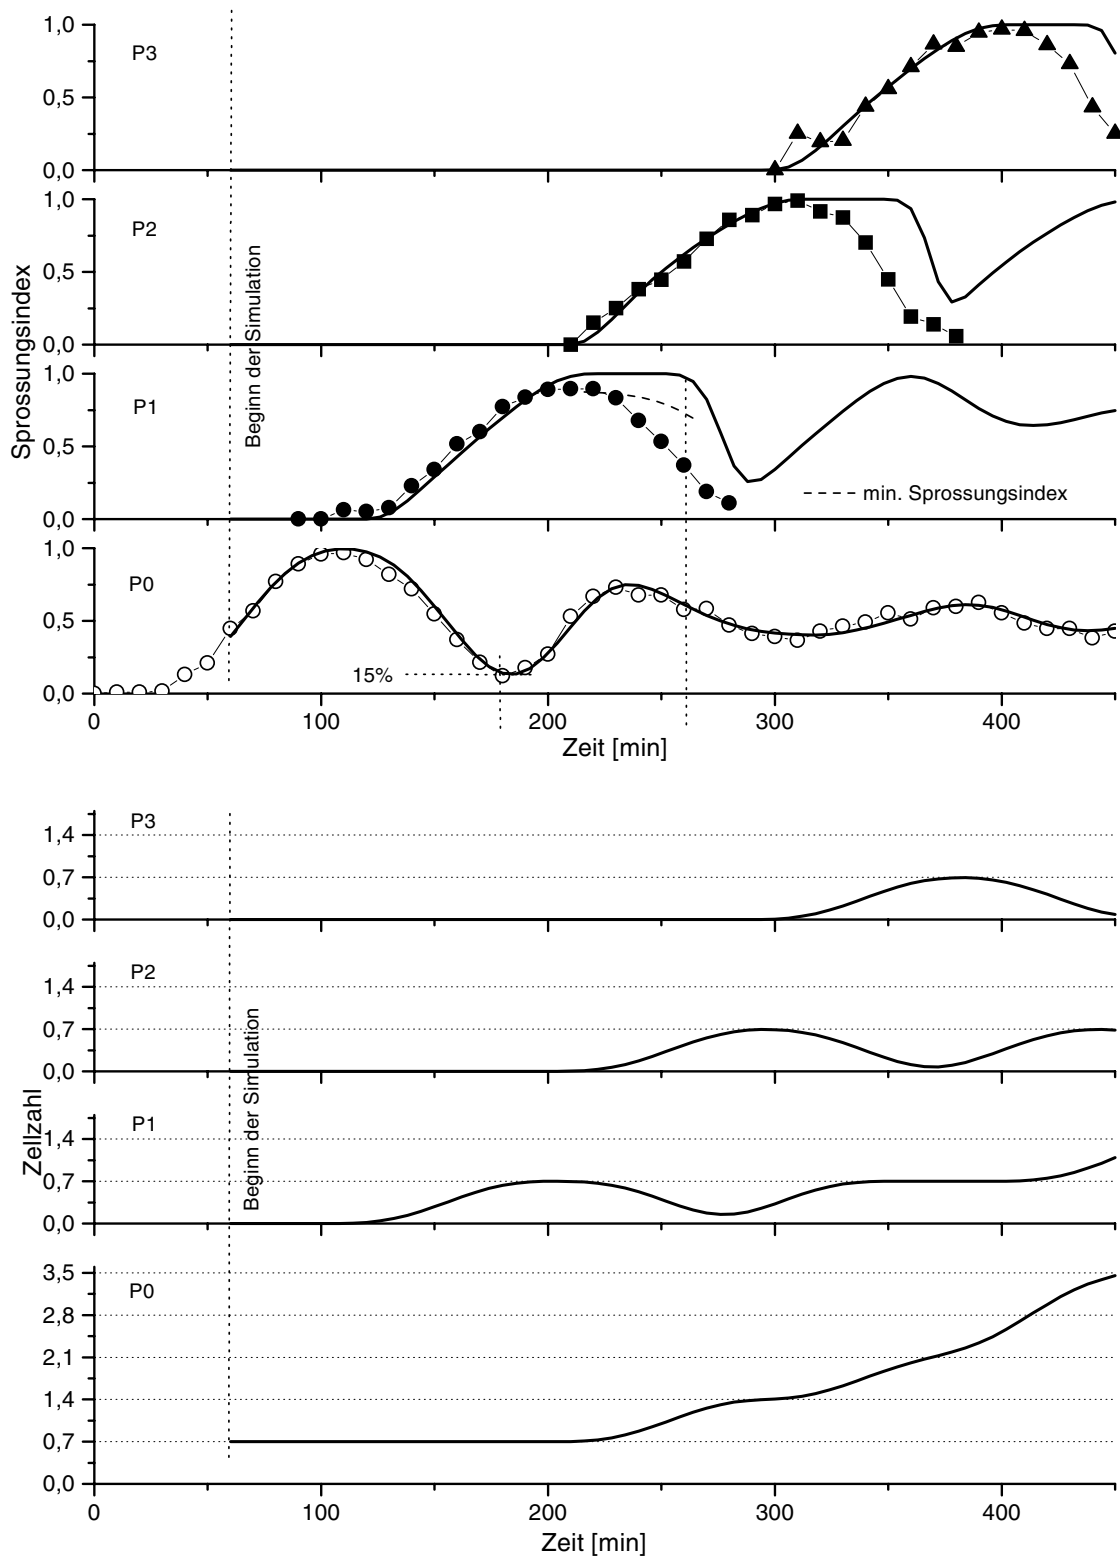 1,0
P3
0,5
0,0
1,0
P2
0,5
0,0
1,0
P1
0,5
0,0
min. Sprossungsindex
1,0
P0
0,5
15%
0,0
0 100 200 300 400
Zeit [min]
Sprossungsindex
Beginn der Simulation
P3
1,4
0,7
0,0
P2
1,4
0,7
0,0
P1
1,4
0,7
0,0
P0
3,5
2,8
2,1
1,4
0,7
0,0
0 100 200 300 400
Zeit [min]
Zellzahl
Beginn der Simulation